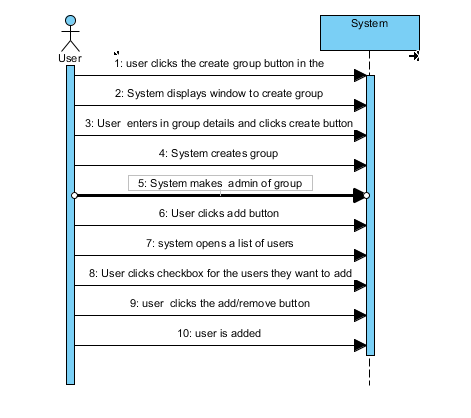 System
User
1: user clicks the create group button in the
2: System displays window to create group
3: User enters in group details and clicks create button
4: System creates group
5: System makes admin of group
6: User clicks add button
7: system opens a list of users
8: User clicks checkbox for the users they want to add
9: user clicks the add/remove button
10: user is added